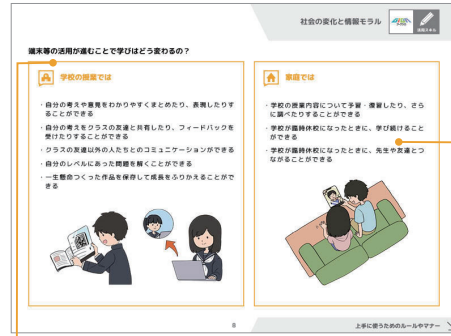 社会の変化と情報モラル
端末等の活用が進むことで学びはどう変わるの？
学校の授業では
・自分の考えや意見をわかりやすくまとめたり、表現したりす
ることができる
・自分の考えをクラスの友達と共有したり、フィードバックを
受けたりすることができる
・クラスの友達以外の人たちとのコミュニケーションができる
・自分のレベルにあった問題を解くことができる
・一生懸命つくった作品を保存して成長をふりかえることがで
きる
家庭では
・学校の授業内容について予習・復習したり、さら
に調べたりすることができる
・学校が臨時休校になったときに、学び続けること
ができる
・学校が臨時休校になったときに、先生や友達とつ
ながることができる
8
上手に使うためのルールやマナー